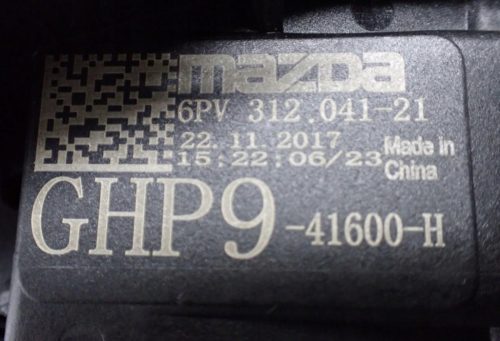 mazda
6PV 312.041-21
22.11.2017
15:22:06/23
Made in
China
GHP9 -41600-H